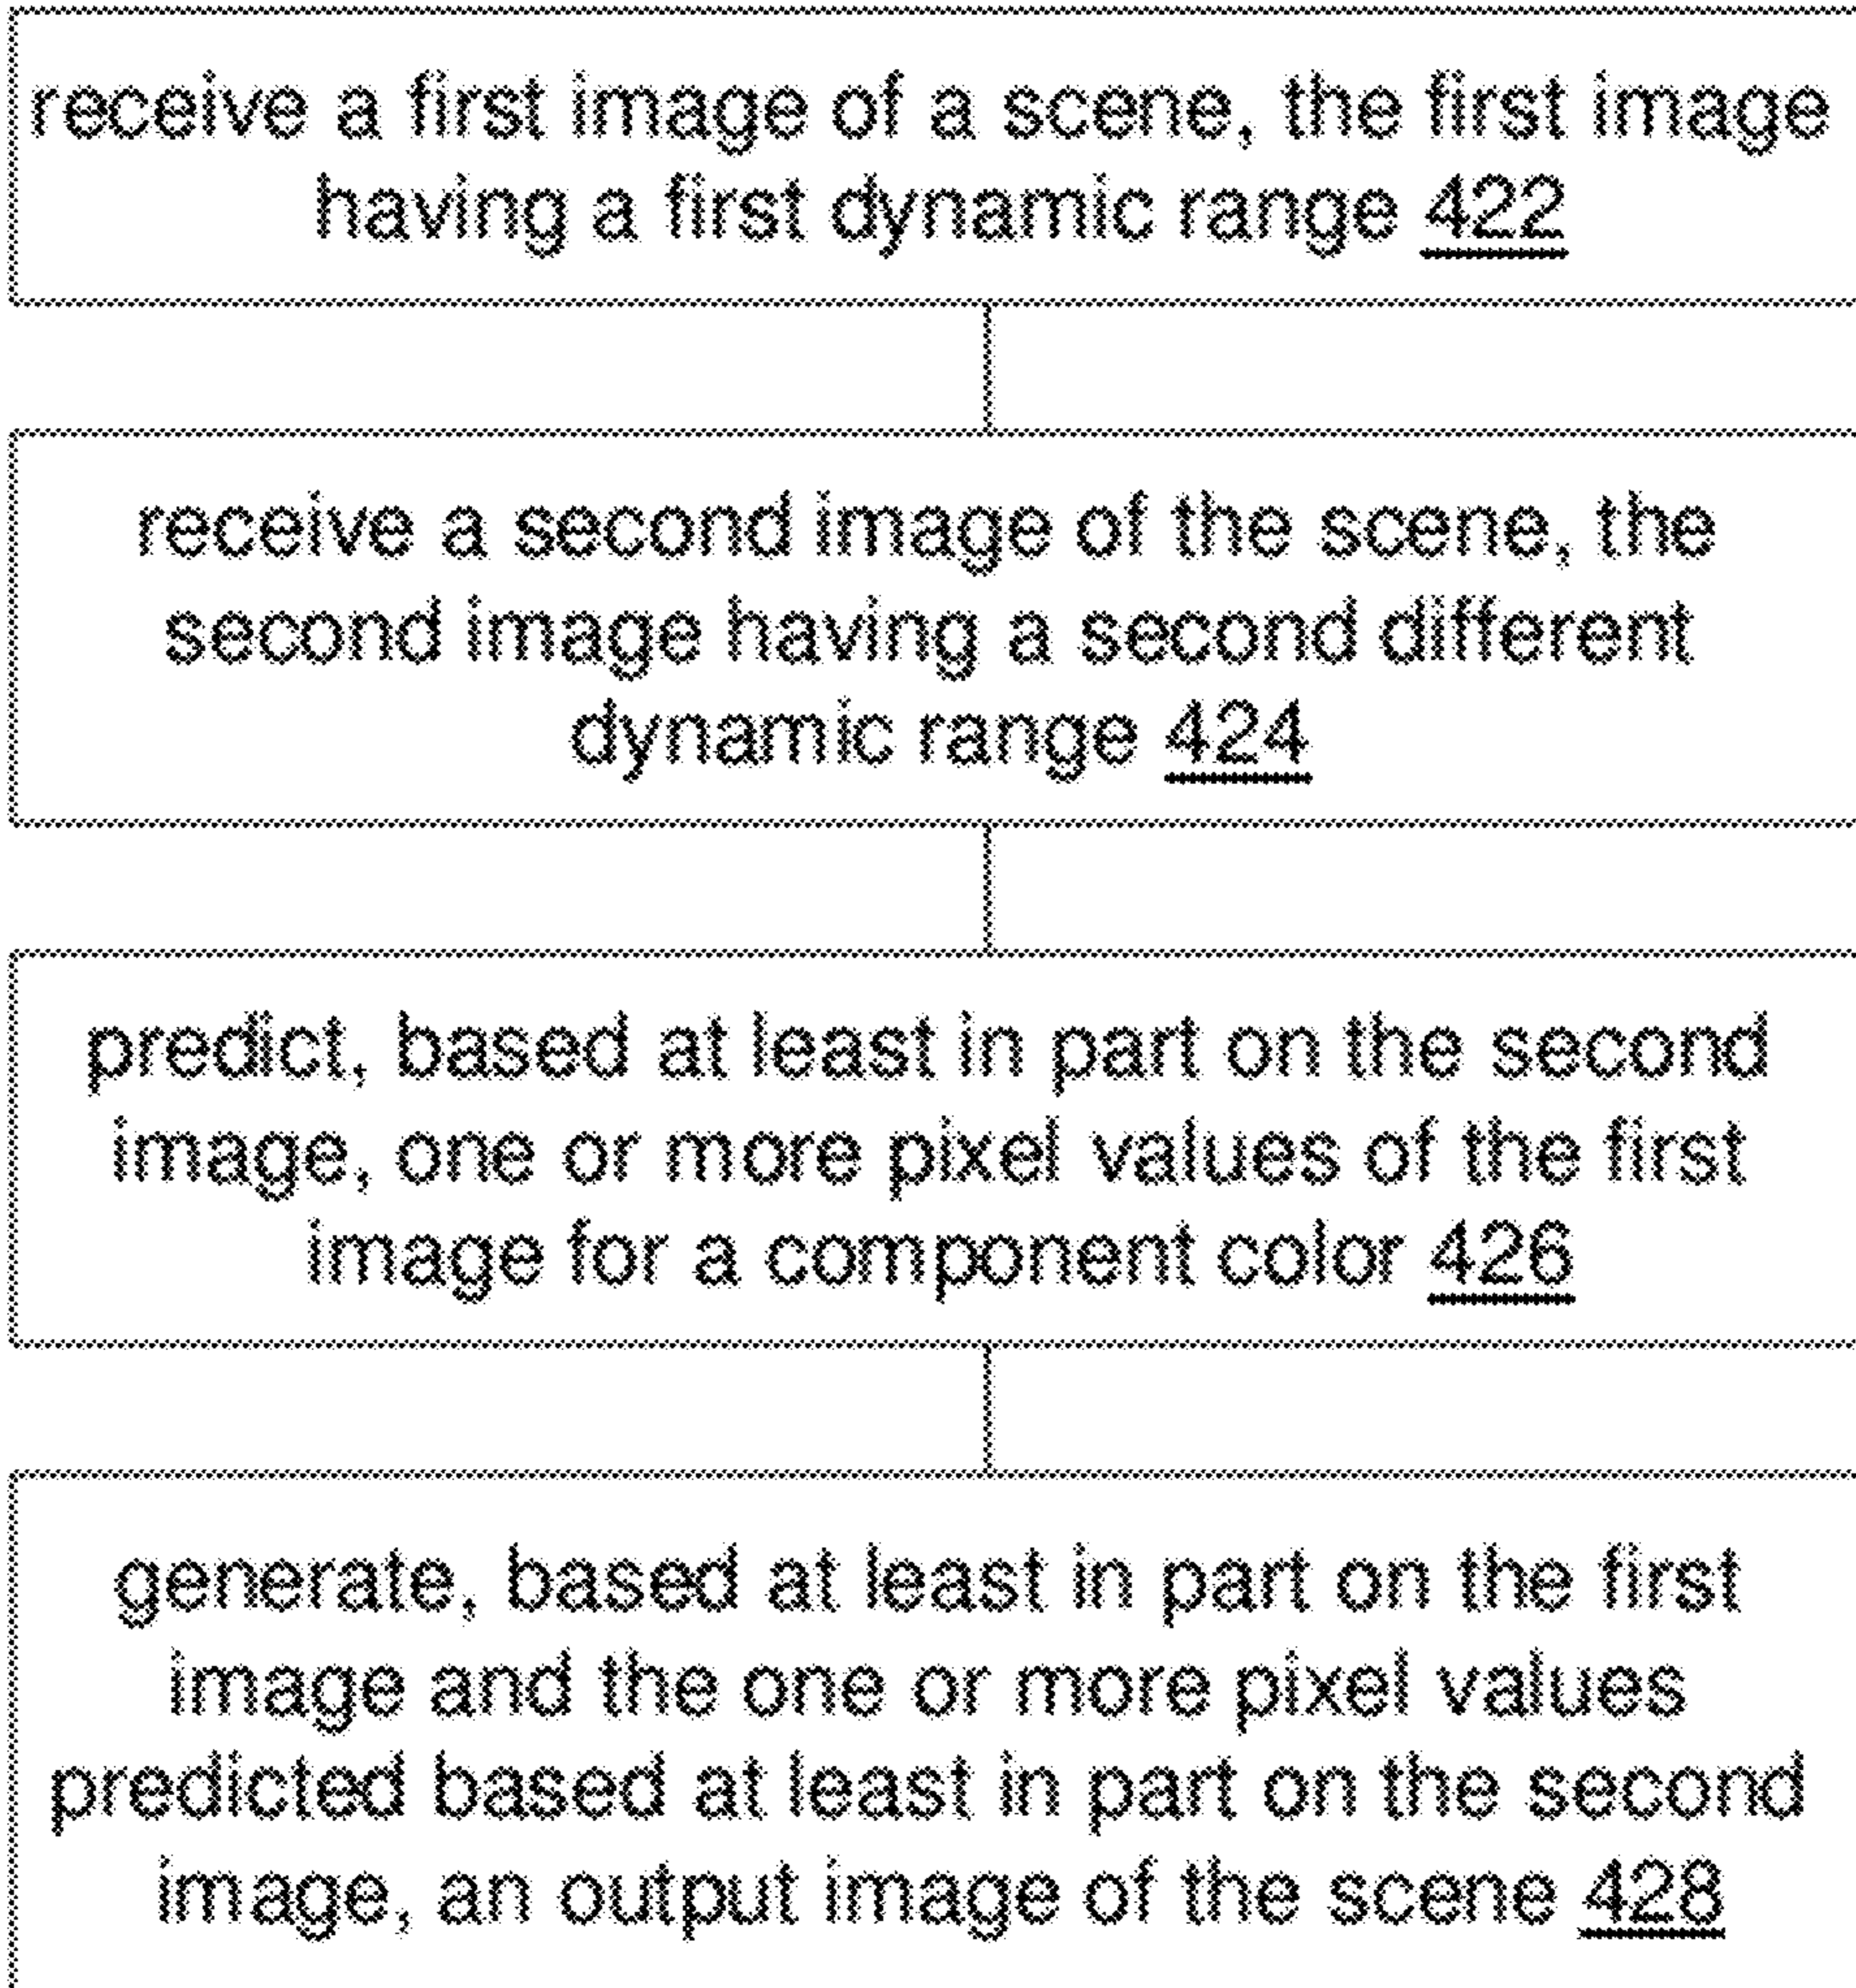 receive a first image of a scene, the first image
having a first dynamic range 422
receive a second image of the scene, the
second image having a second different
dynamic range 424
predict, based at least in part on the second
image, one or more pixel values of the first
image for a component color 426
generate, based at least in part on the first
image and the one or more pixel values
predicted based at least in part on the second
image, an output image of the scene 428